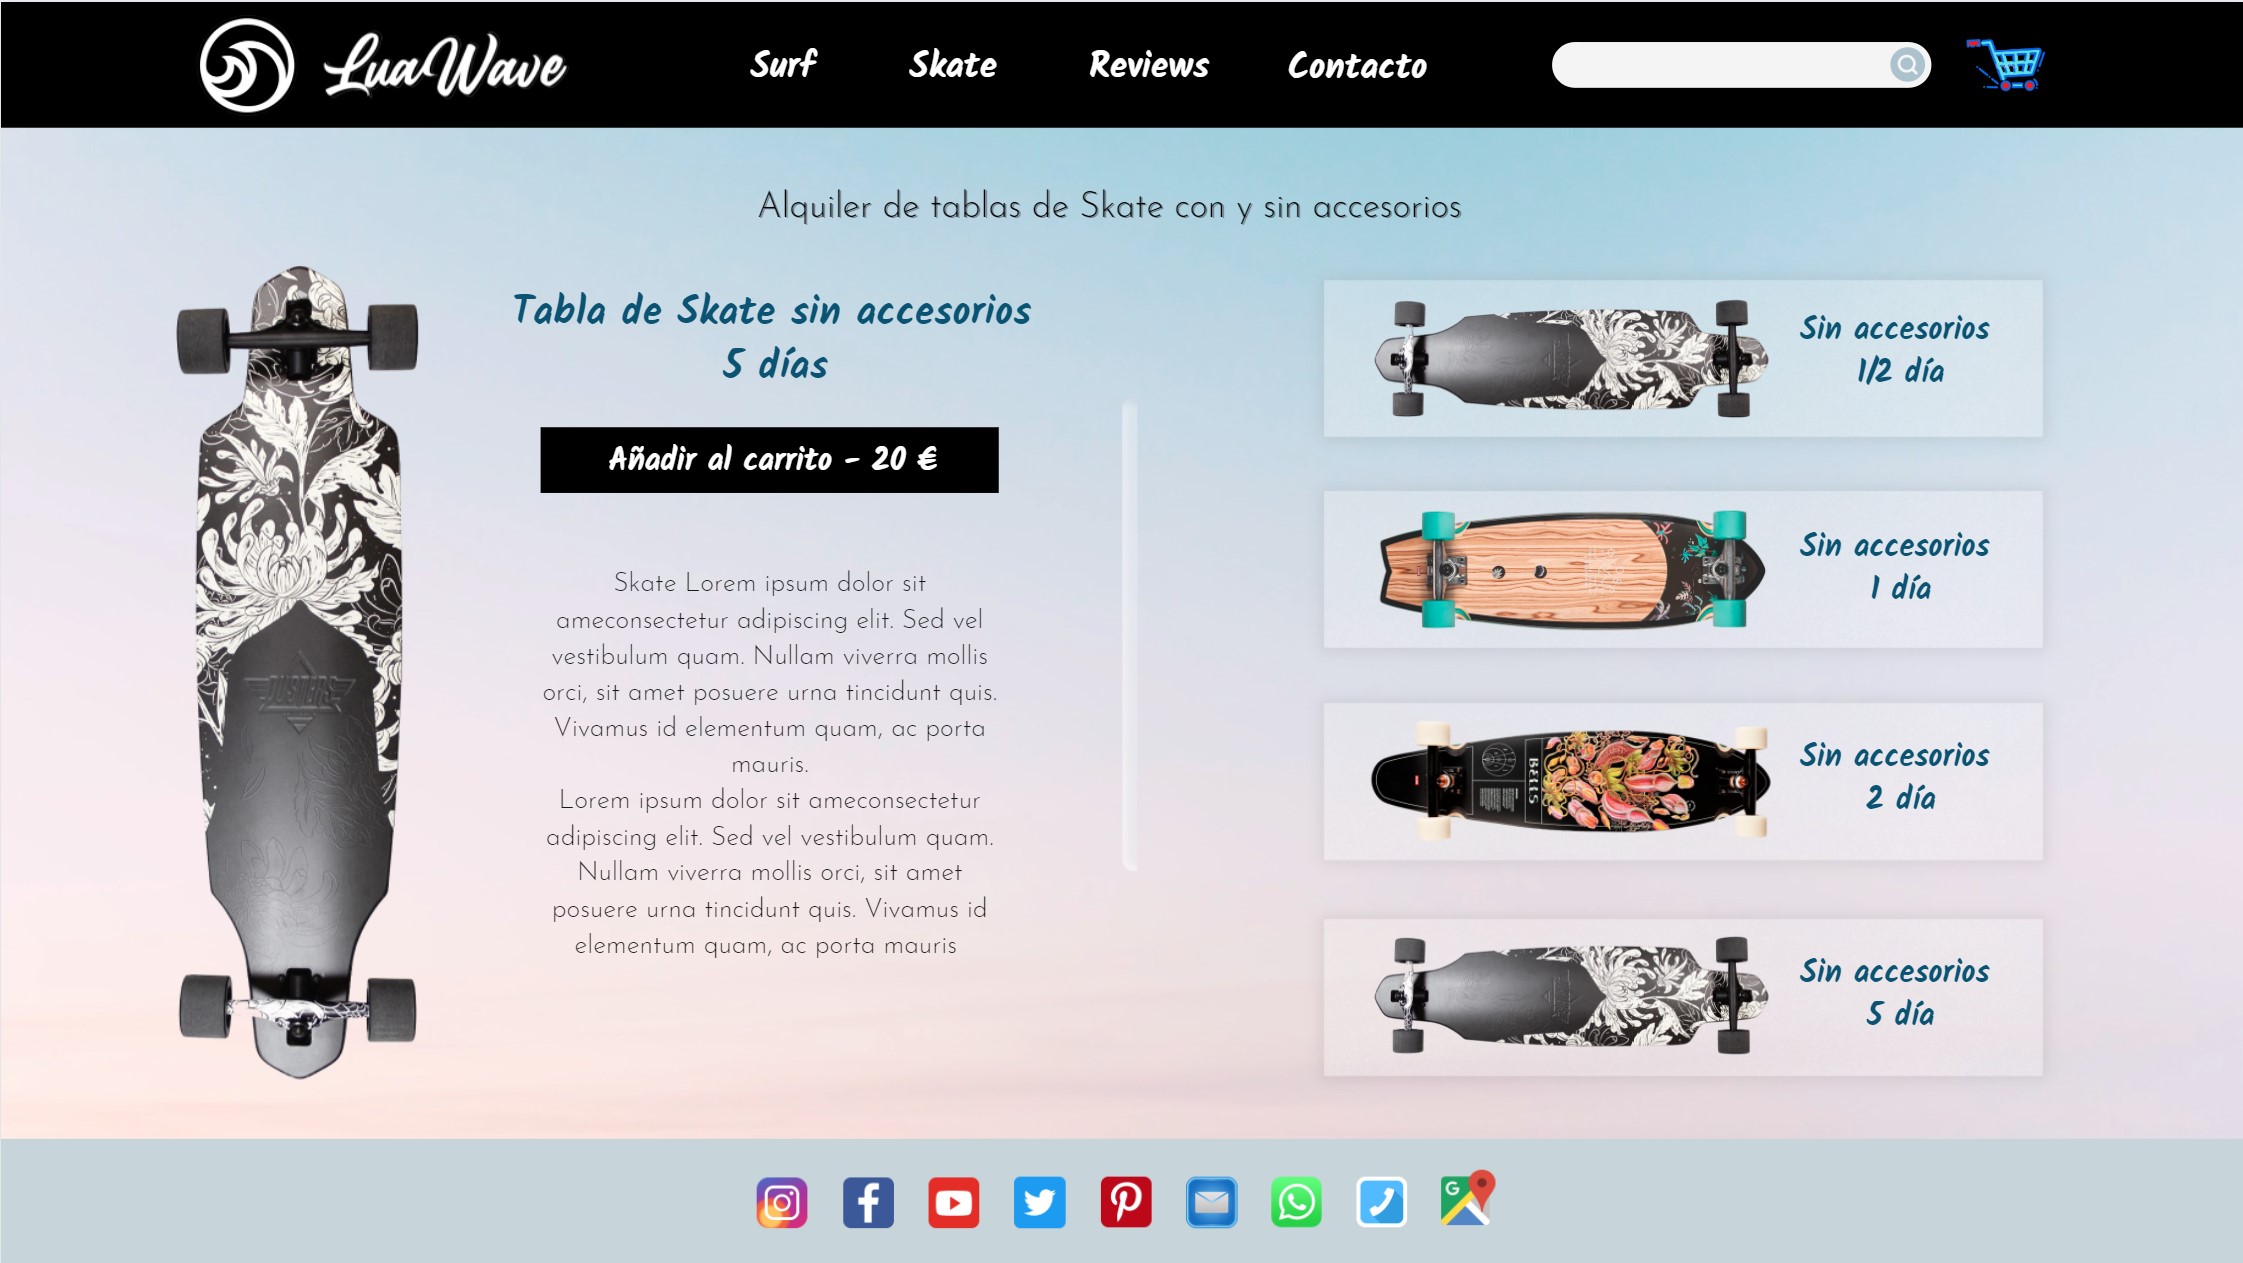 LuaWave
Surf
Skate
Reviews
Contacto
Alquiler de tablas de Skate con y sin accesorios
Tabla de Skate sin accesorios
5 días
Añadir al carrito - 20 €
Skate Lorem ipsum dolor sit
ameconsectetur adipiscing elit. Sed vel
vestibulum quam. Nullam viverra mollis
orci, sit amet posuere urna tincidunt quis.
Vivamus id elementum quam, ac porta
mauris.
Lorem ipsum dolor sit ameconsectetur
adipiscing elit. Sed vel vestibulum quam.
Nullam viverra mollis orci, sit amet
posuere urna tincidunt quis. Vivamus id
elementum quam, ac porta mauris
DUSTERS
Sin accesorios
1/2 día
Sin accesorios
1 día
BELLS
Sin accesorios
2 día
Sin accesorios
5 día
G